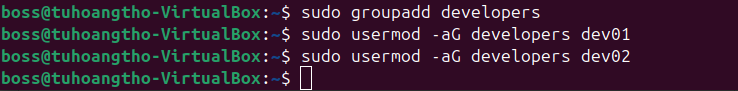 boss@tuhoangtho-VirtualBox:~$ sudo groupadd developers
boss@tuhoangtho-VirtualBox:~$ sudo usermod -aG developers dev01
boss@tuhoangtho-VirtualBox:~$ sudo usermod -aG developers dev02
boss@tuhoangtho-VirtualBox:~$